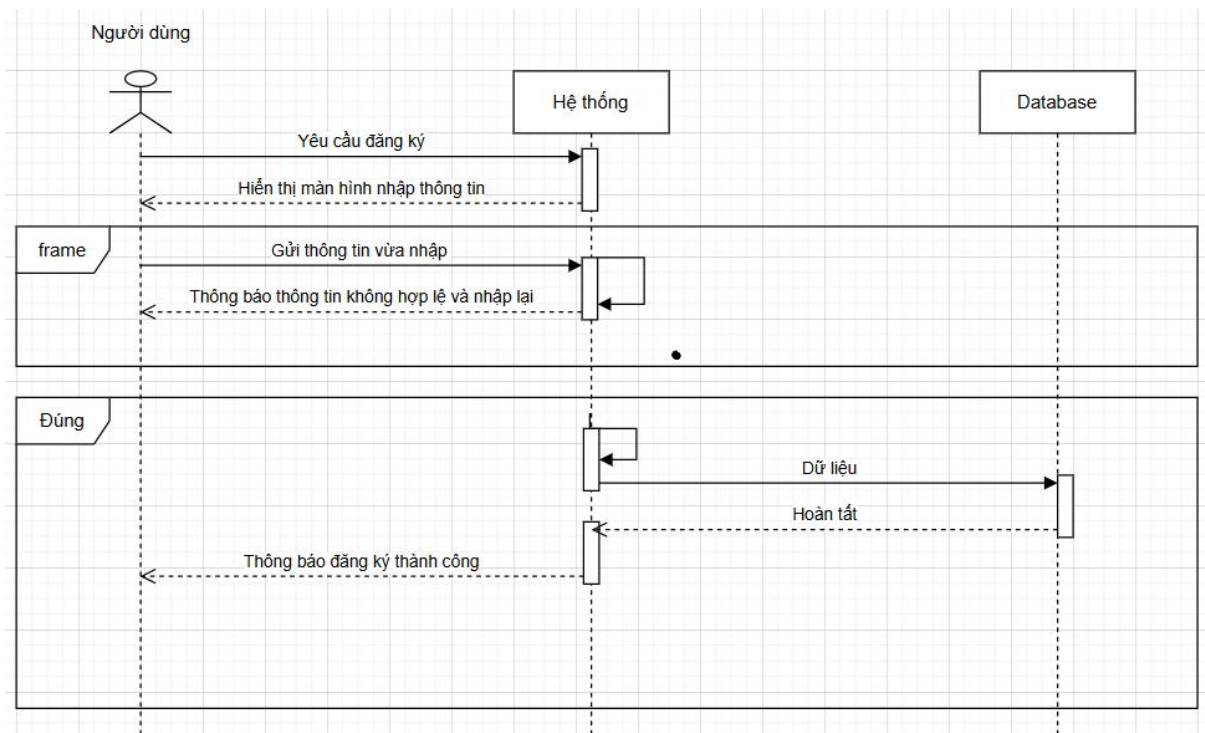 Người dùng
Hệ thống
Database
Yêu cầu đăng ký
Hiển thị màn hình nhập thông tin
frame
Gửi thông tin vừa nhập
Thông báo thông tin không hợp lệ và nhập lại
Đúng
Dữ liệu
Hoàn tất
Thông báo đăng ký thành công